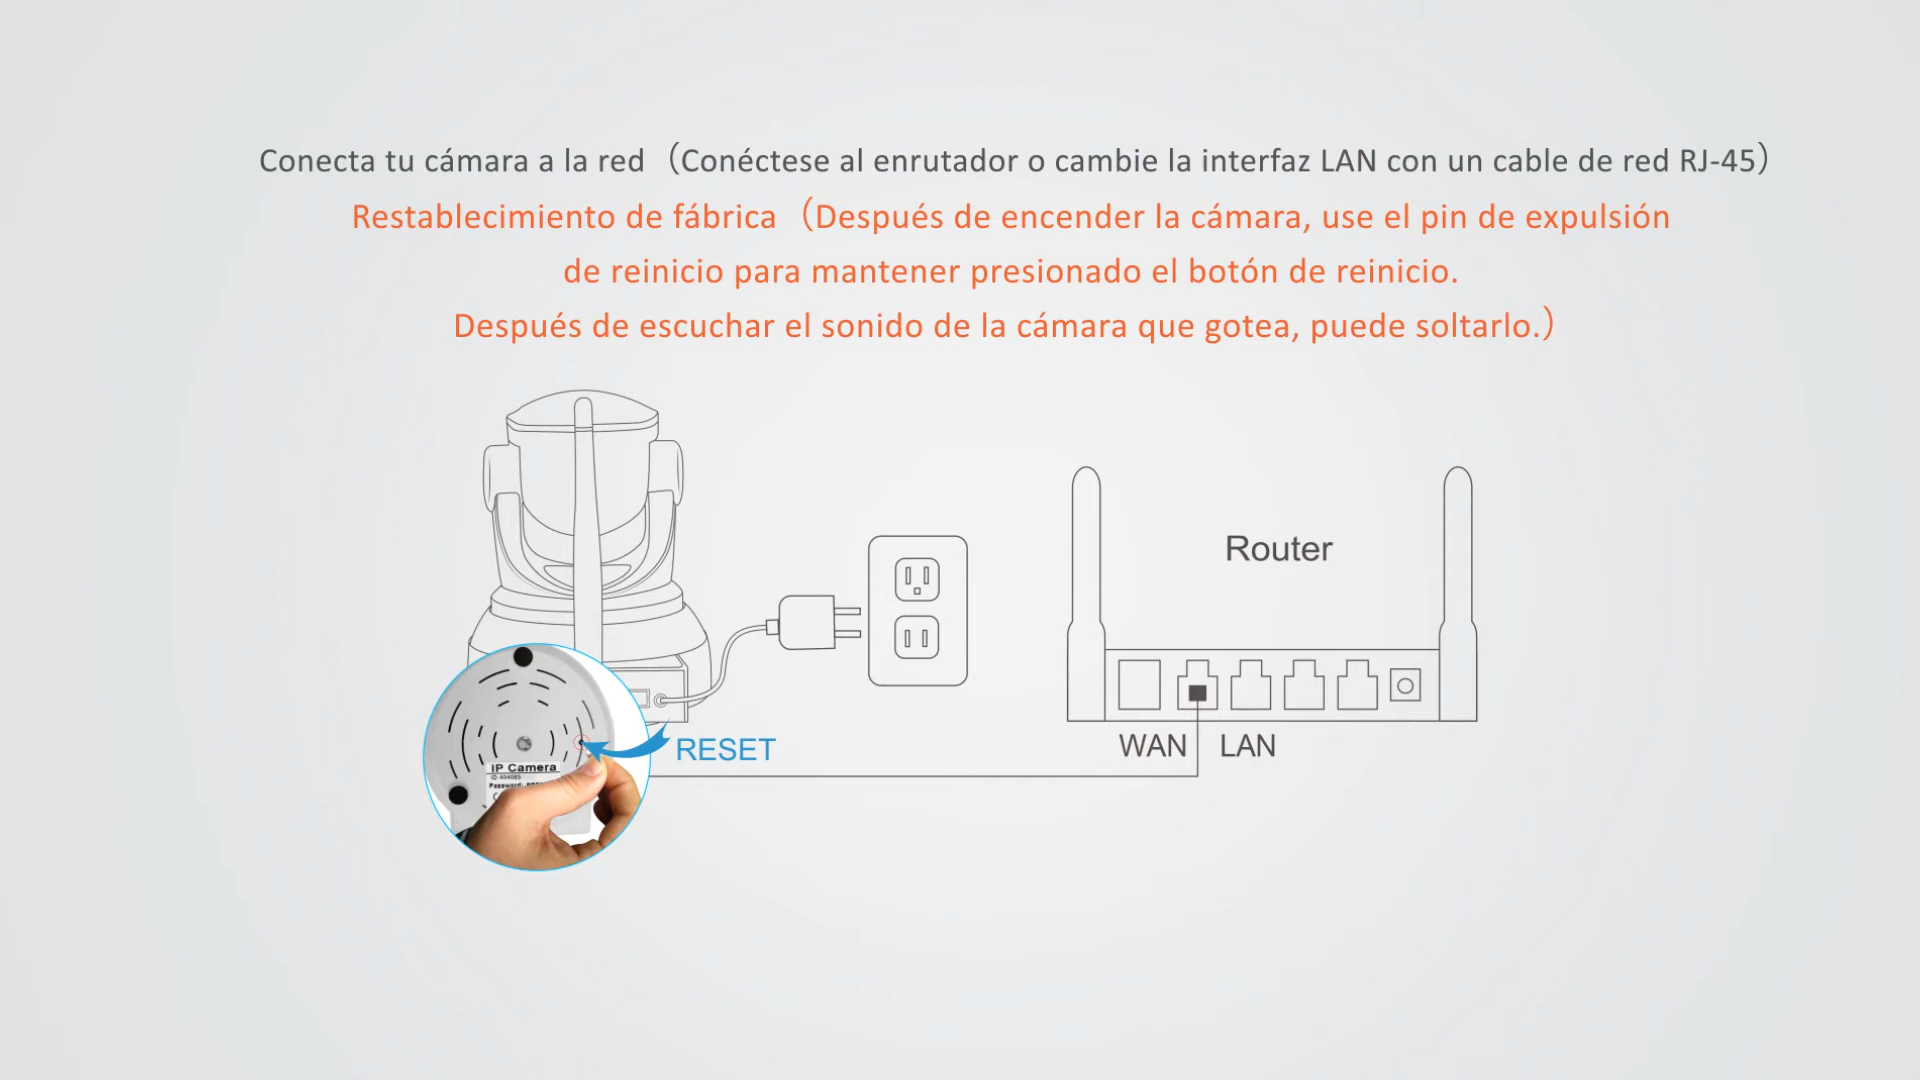 Conecta tu cámara a la red（Conéctese al enrutador o cambie la interfaz LAN con un cable de red RJ-45）
Restablecimiento de fábrica（Después de encender la cámara, use el pin de expulsión
de reinicio para mantener presionado el botón de reinicio.
Después de escuchar el sonido de la cámara que gotea, puede soltarlo.）
Router
WAN LAN
RESET
IP Camera
Password: